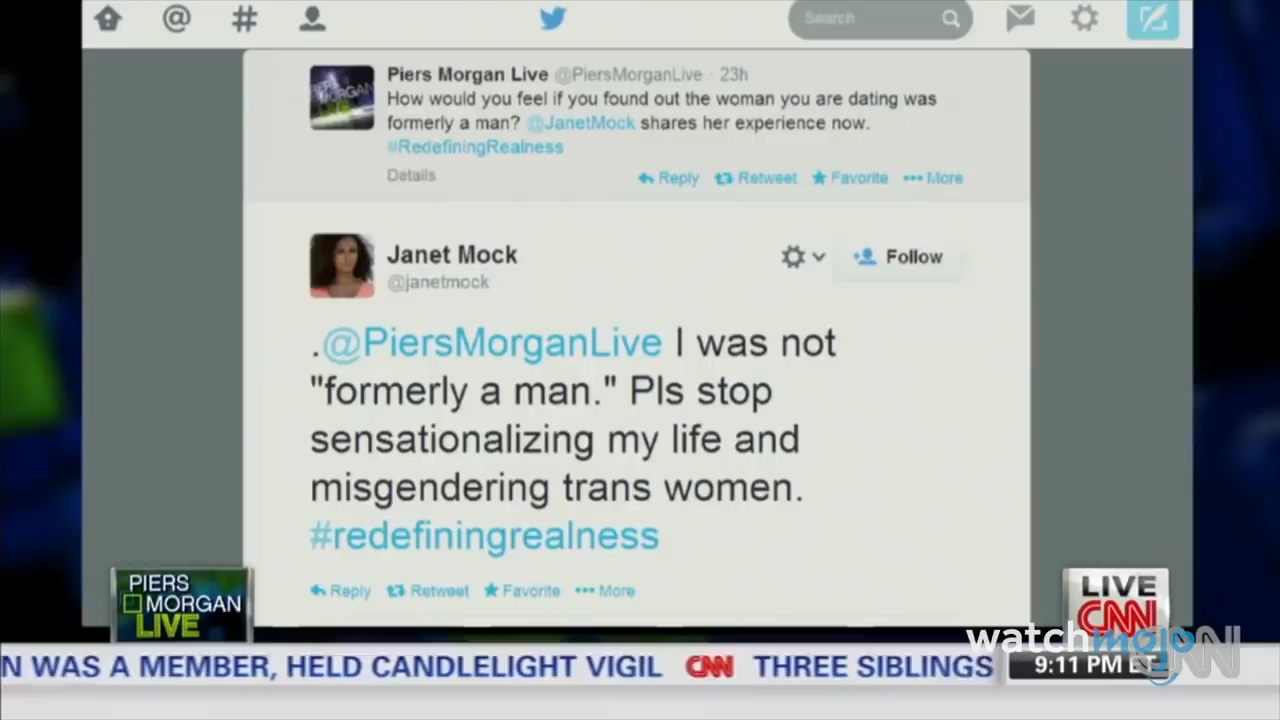 Search
Piers Morgan Live @PiersMorganLive · 23h
How would you feel if you found out the woman you are dating was
formerly a man? @JanetMock shares her experience now.
#RedefiningRealness
Details
Reply Retweet Favorite More
Janet Mock
@janetmock
Follow
.@PiersMorganLive I was not
"formerly a man." Pls stop
sensationalizing my life and
misgendering trans women.
#redefiningrealness
Reply Retweet Favorite More
PIERS
MORGAN
LIVE
LIVE
CNN
watchmojo
CNN
N WAS A MEMBER, HELD CANDLELIGHT VIGIL CNN THREE SIBLINGS
9:11 PM ET